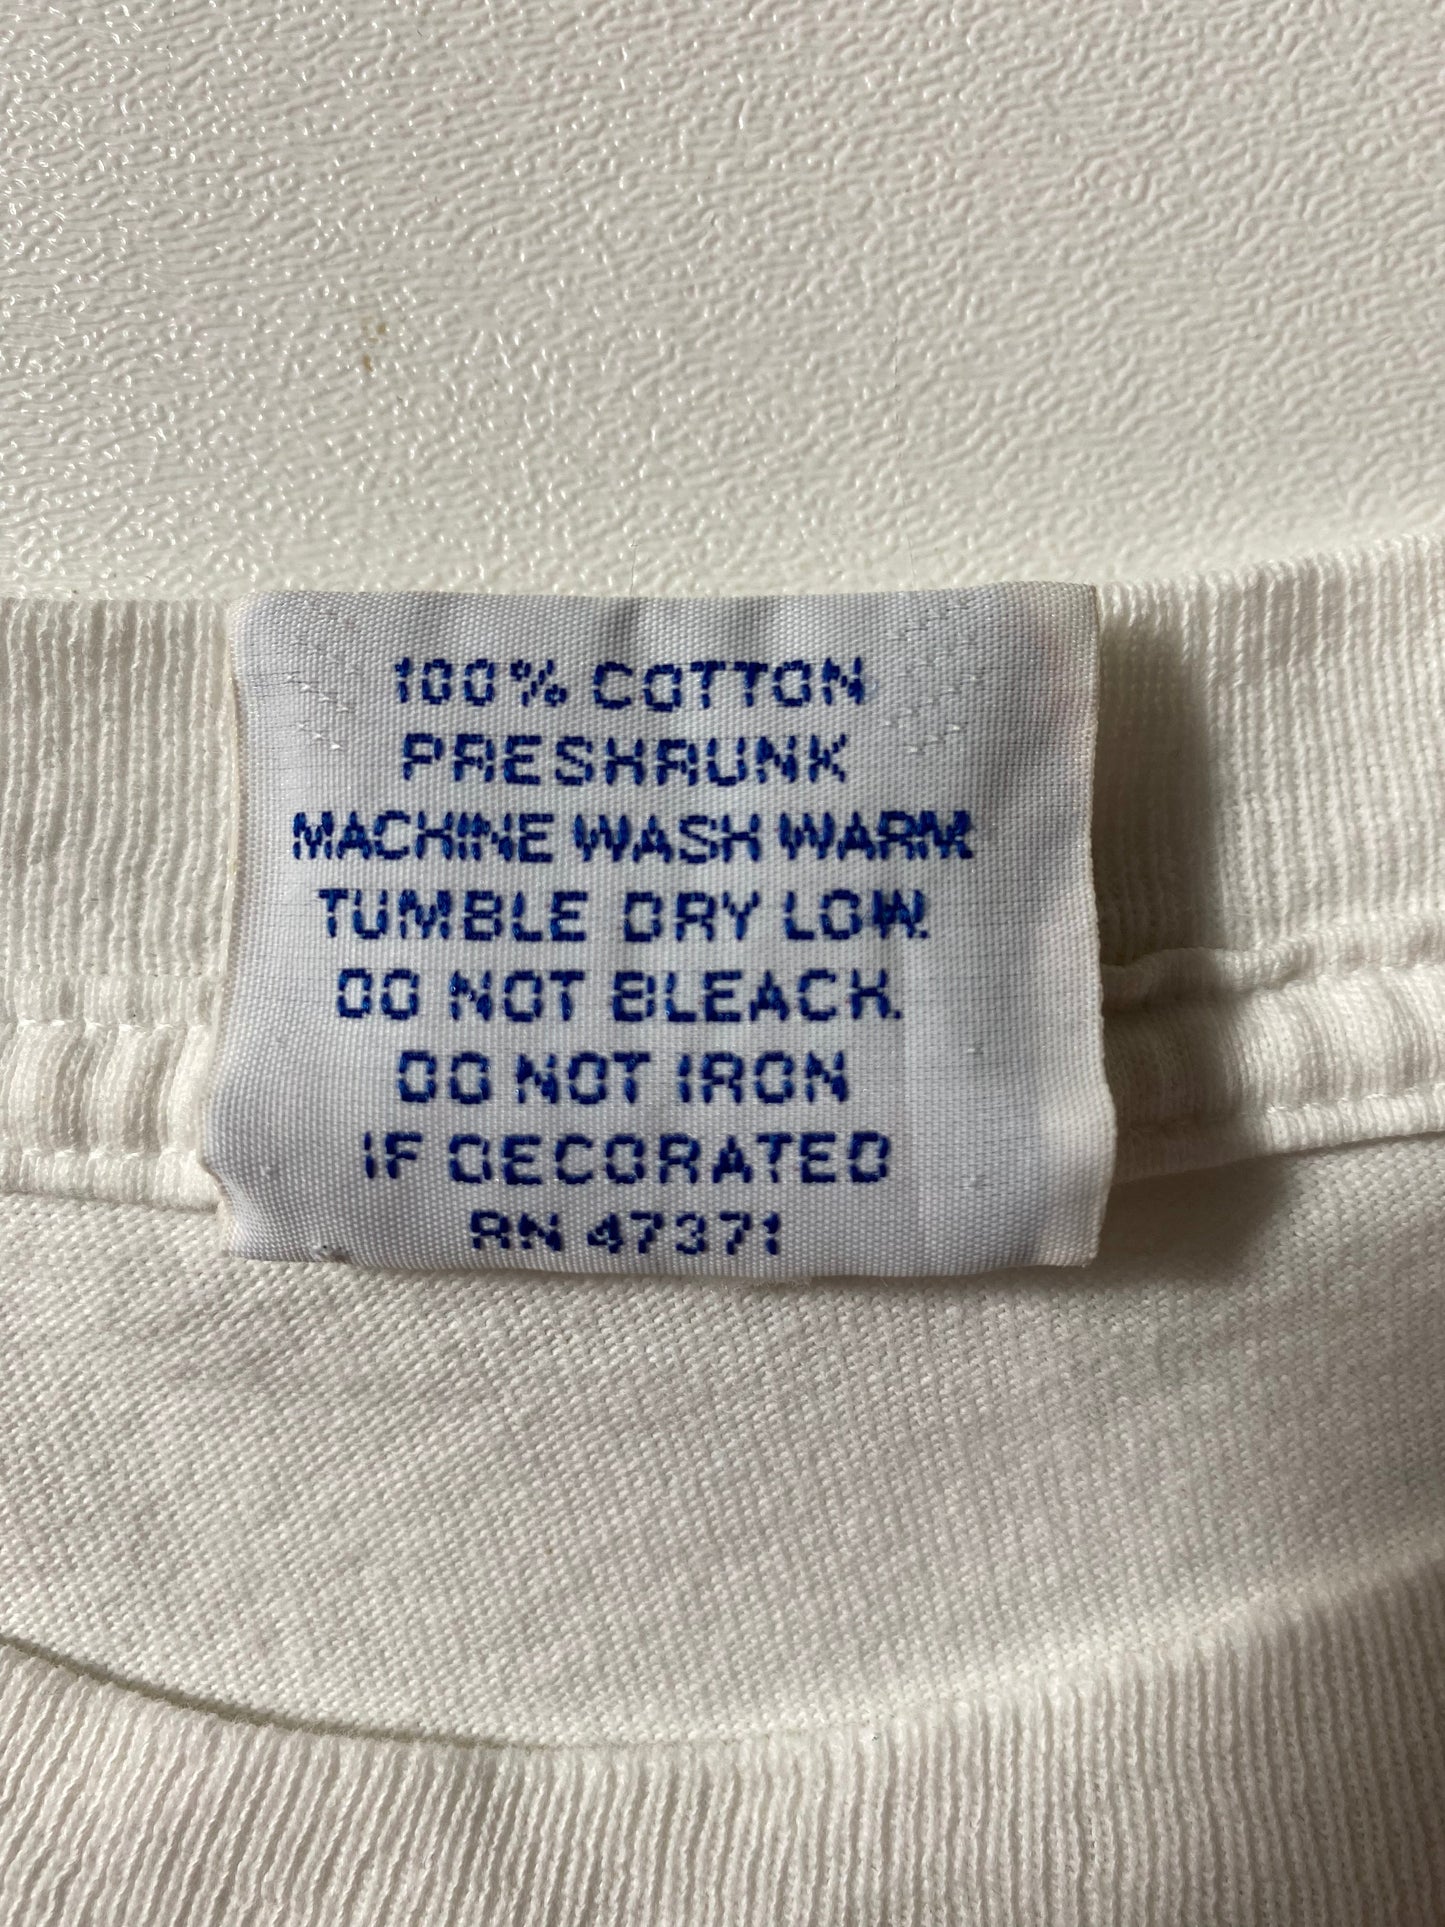 100% COTTON
PRESHRUNK
MACHINE WASH WARM.
TUMBLE DRY LOW.
DO NOT BLEACH.
DO NOT IRON
IF DECORATED
RN 47371